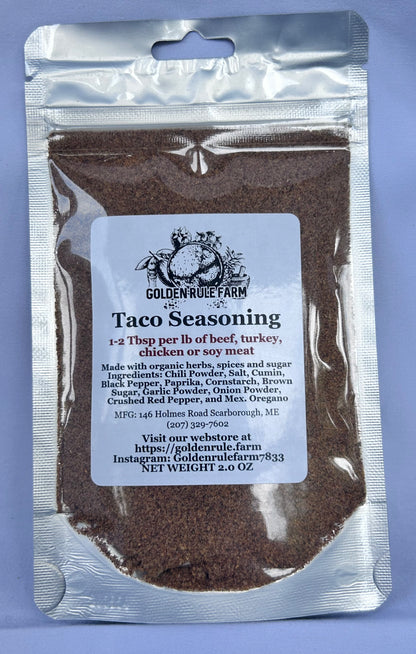 GOLDEN RULE FARM
Taco Seasoning
1-2 Tbsp per lb of beef, turkey,
chicken or soy meat
Made with organic herbs, spices and sugar
Ingredients: Chili Powder, Salt, Cumin,
Black Pepper, Paprika, Cornstarch, Brown
Sugar, Garlic Powder, Onion Powder,
Crushed Red Pepper, and Mex. Oregano
MFG: 146 Holmes Road Scarborough, ME
(207) 329-7602
Visit our webstore at
https://goldenrule.farm
Instagram: Goldenrulefarm7833
NET WEIGHT 2.0 OZ